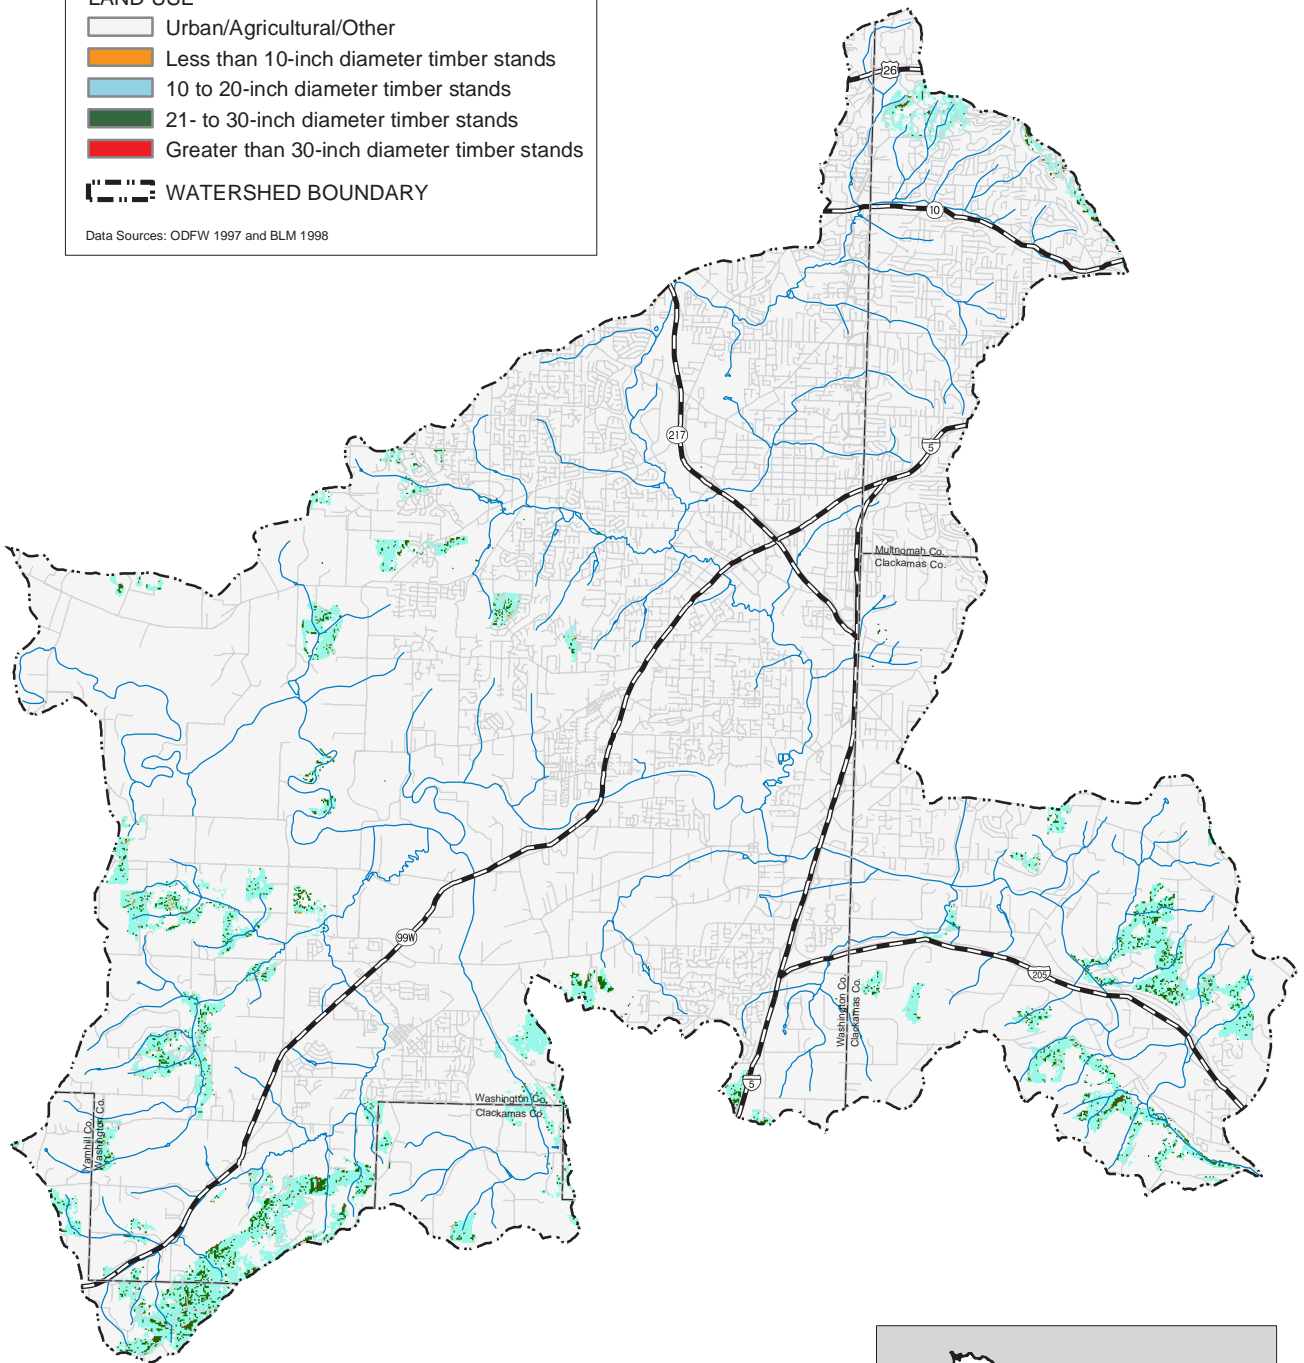 LAND USE
Urban/Agricultural/Other
Less than 10-inch diameter timber stands
10 to 20-inch diameter timber stands
21- to 30-inch diameter timber stands
Greater than 30-inch diameter timber stands
WATERSHED BOUNDARY
Data Sources: ODFW 1997 and BLM 1998
26
10
217
5
Multnomah Co.
Clackamas Co.
99W
205
Washington Co.
Clackamas Co.
5
Washington Co.
Clackamas Co.
Yamhill Co.
Washington Co.